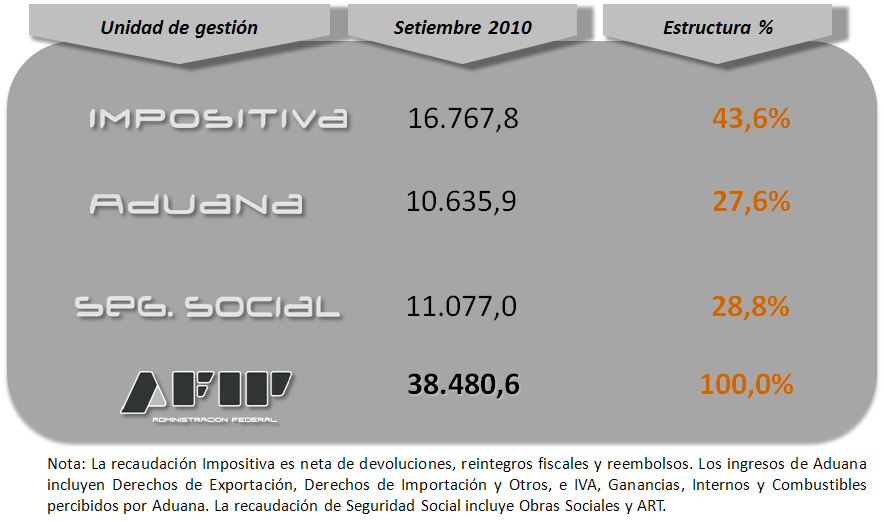 Unidad de gestión Setiembre 2010 Estructura %
IMPOSITIVA 16.767,8 43,6%
ADUANA 10.635,9 27,6%
SEG. SOCIAL 11.077,0 28,8%
AFIP 38.480,6 100,0%
ADMINISTRACION FEDERAL
Nota: La recaudación Impositiva es neta de devoluciones, reintegros fiscales y reembolsos. Los ingresos de Aduana
incluyen Derechos de Exportación, Derechos de Importación y Otros, e IVA, Ganancias, Internos y Combustibles
percibidos por Aduana. La recaudación de Seguridad Social incluye Obras Sociales y ART.